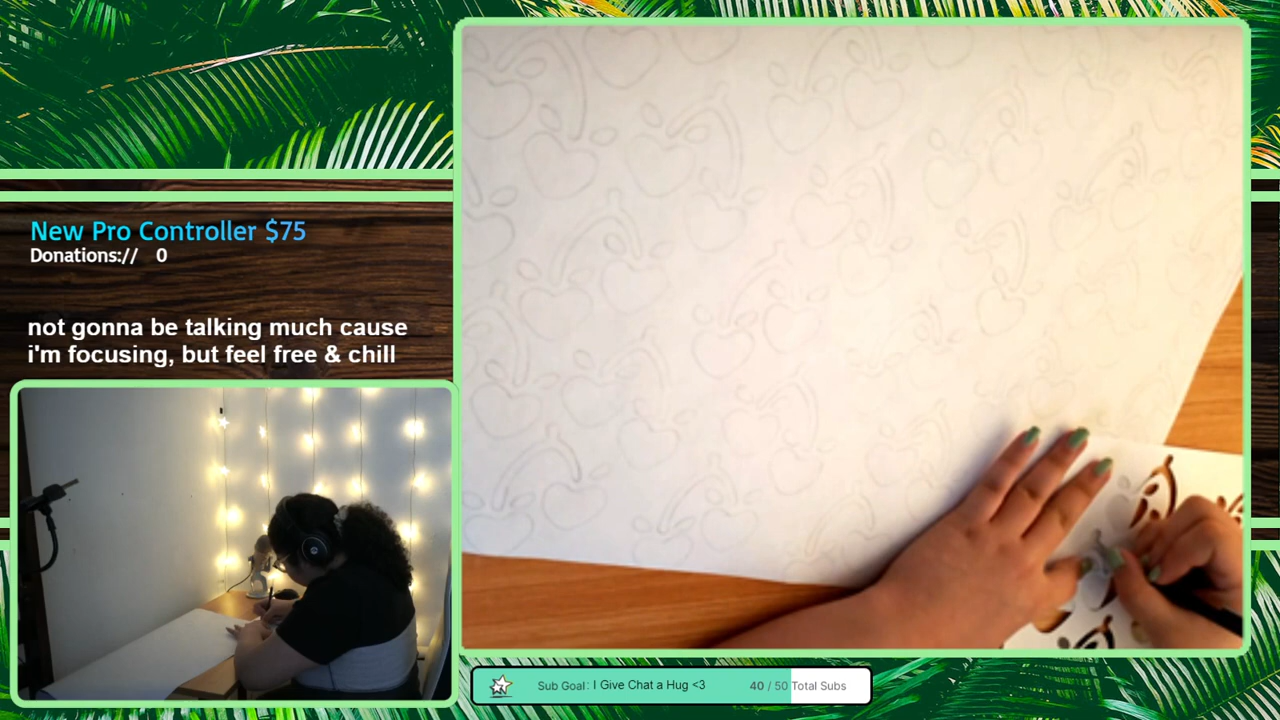 New Pro Controller $75
Donations:// 0
not gonna be talking much cause
i'm focusing, but feel free & chill
Sub Goal: I Give Chat a Hug <3 40 / 50 Total Subs